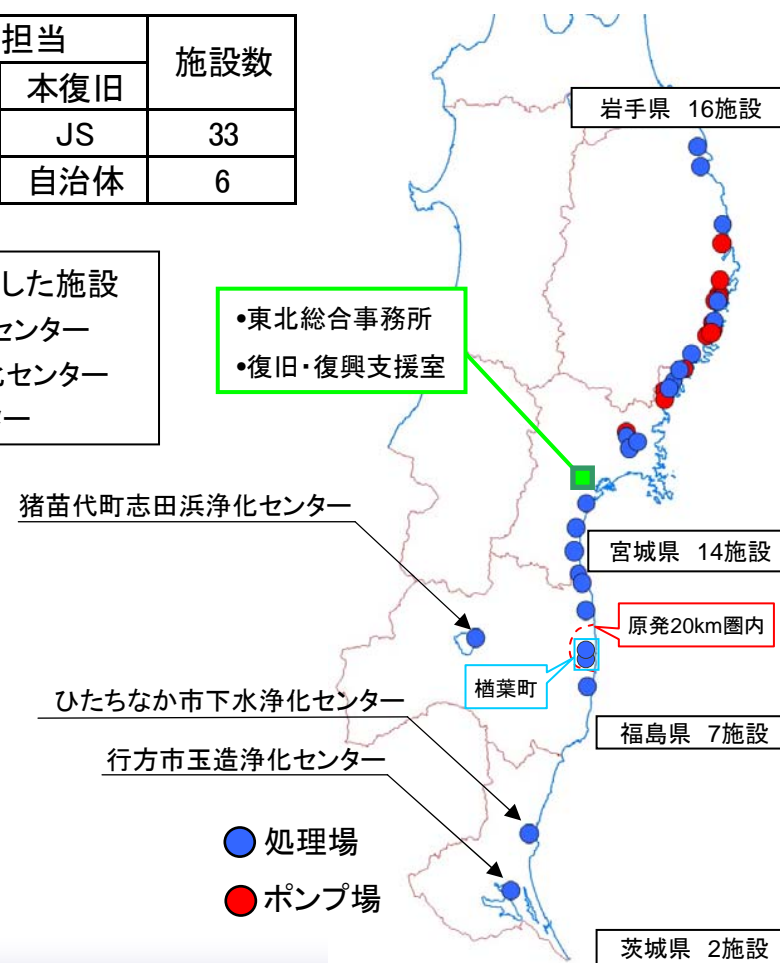 担当
施設数
本復旧
JS 33
自治体 6
した施設
センター
化センター
ター
•東北総合事務所
•復旧・復興支援室
岩手県 16施設
猪苗代町志田浜浄化センター
宮城県 14施設
原発20km圏内
楢葉町
ひたちなか市下水浄化センター
福島県 7施設
行方市玉造浄化センター
処理場
ポンプ場
茨城県 2施設